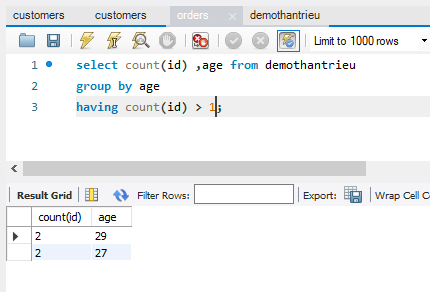 customers customers orders demothantrieu
Limit to 1000 rows
1 select count(id) ,age from demothantrieu
2 group by age
3 having count(id) > 1;
Result Grid Filter Rows: Export: Wrap Cell C
count(id) age
2 29
2 27